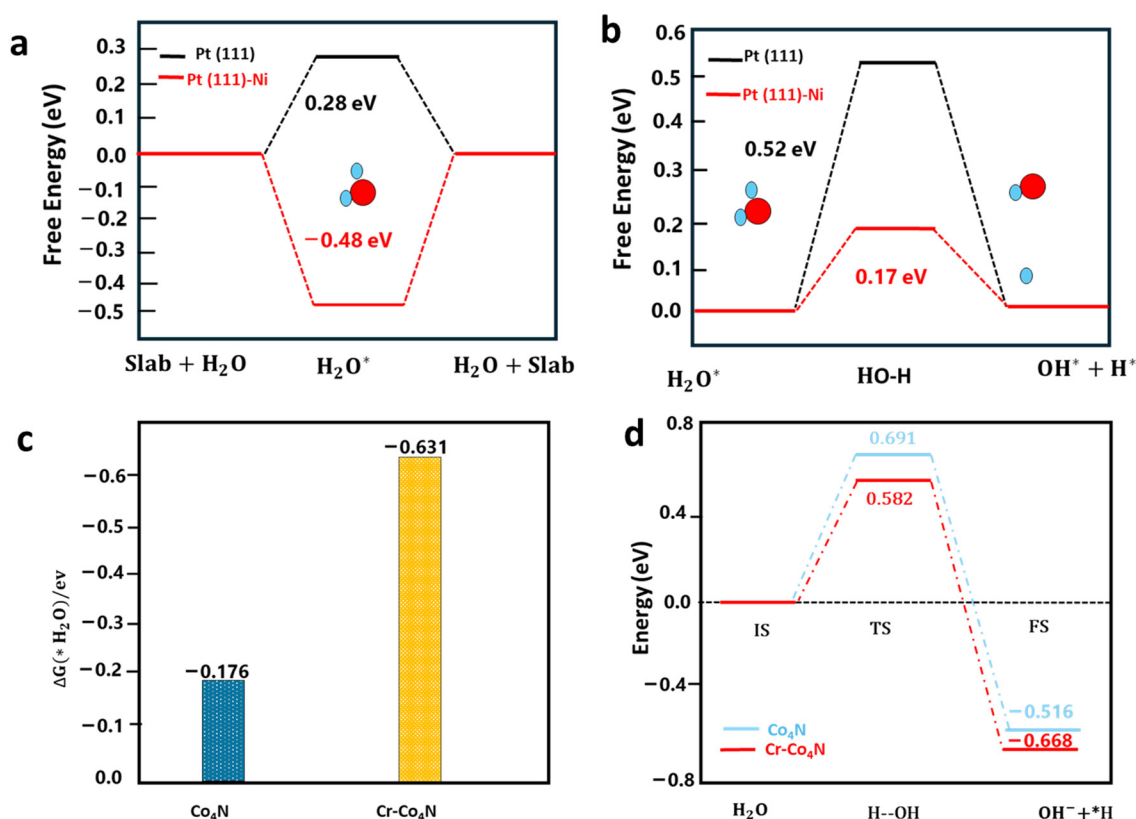 a
Free Energy (eV)
0.3
0.2
0.1
0.0
−0.1
−0.2
−0.3
−0.4
−0.5
Pt (111)
Pt (111)-Ni
0.28 eV
−0.48 eV
Slab + H₂O
H₂O*
H₂O + Slab
b
Free Energy (eV)
0.6
0.5
0.4
0.3
0.2
0.1
0.0
Pt (111)
Pt (111)-Ni
0.52 eV
0.17 eV
H₂O*
HO-H
OH* + H*
c
ΔG(* H₂O)/ev
−0.6
−0.5
−0.4
−0.3
−0.2
−0.1
0.0
−0.176
−0.631
Co₄N
Cr-Co₄N
d
Energy (eV)
0.8
0.4
0.0
−0.4
−0.8
0.691
0.582
IS
TS
FS
−0.516
−0.668
Co₄N
Cr-Co₄N
H₂O
H--OH
OH⁻+*H